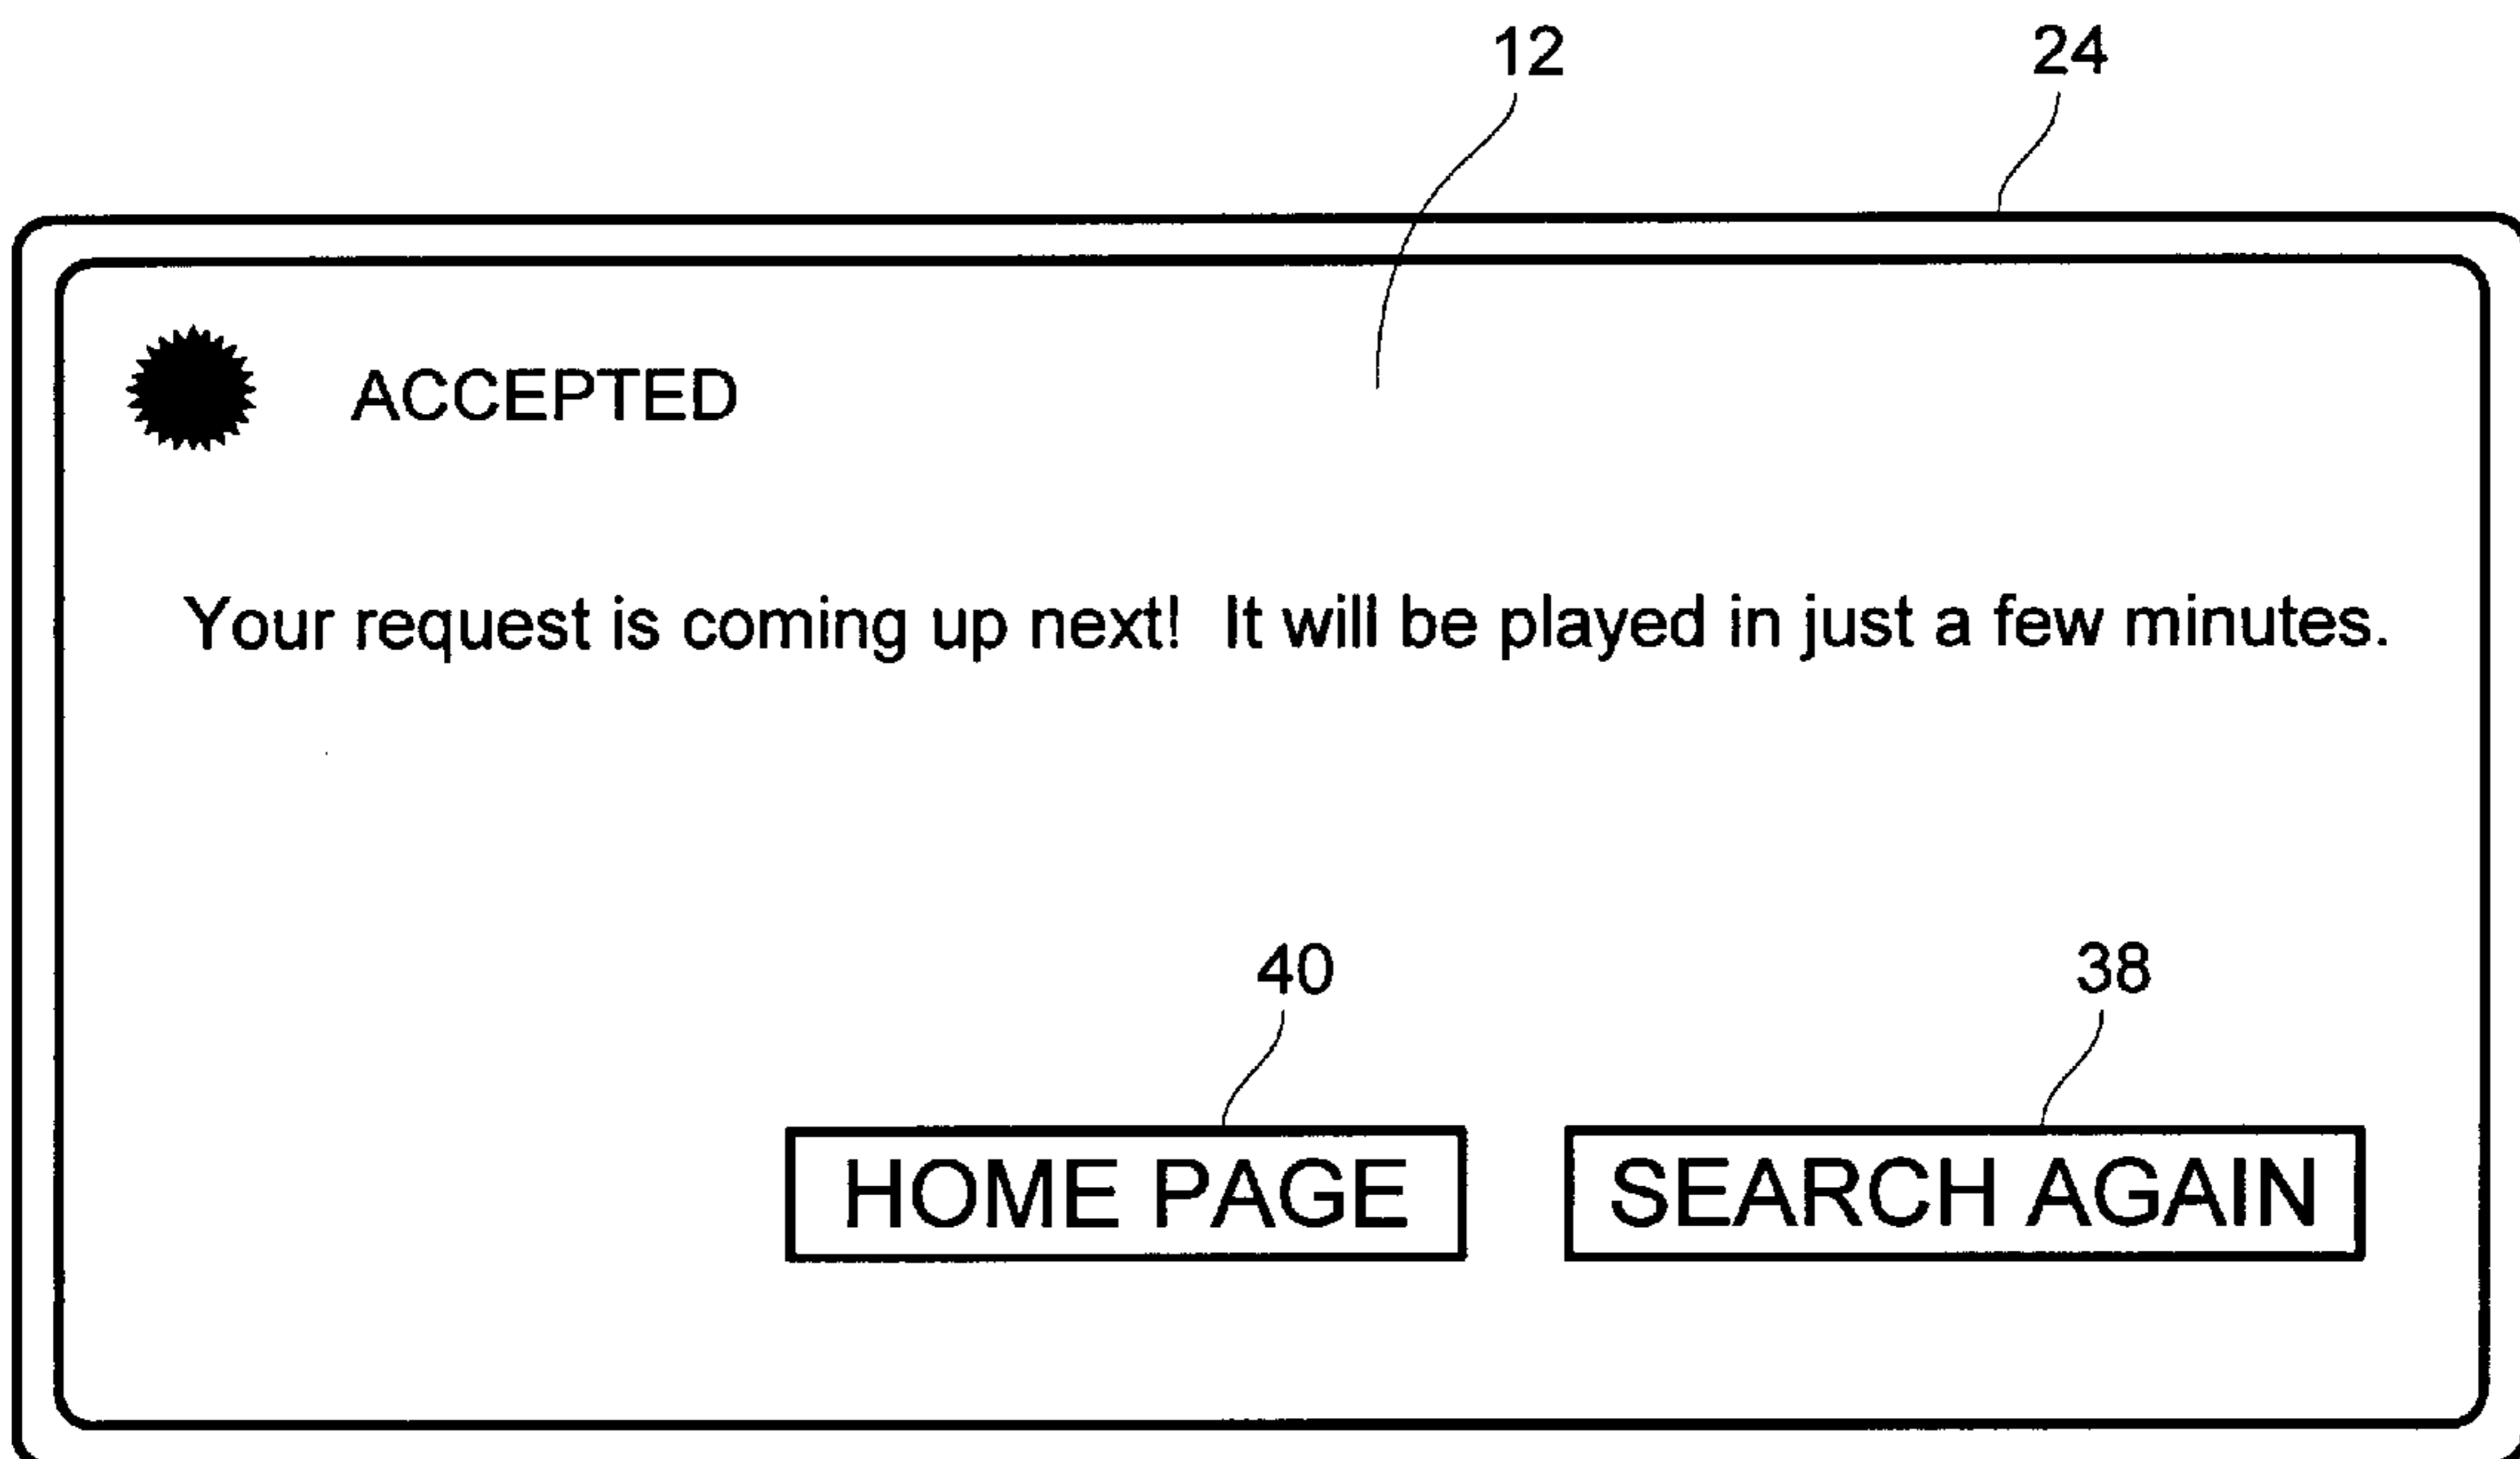 12 24
ACCEPTED
Your request is coming up next!  It will be played in just a few minutes.
40 38
HOME PAGE SEARCH AGAIN